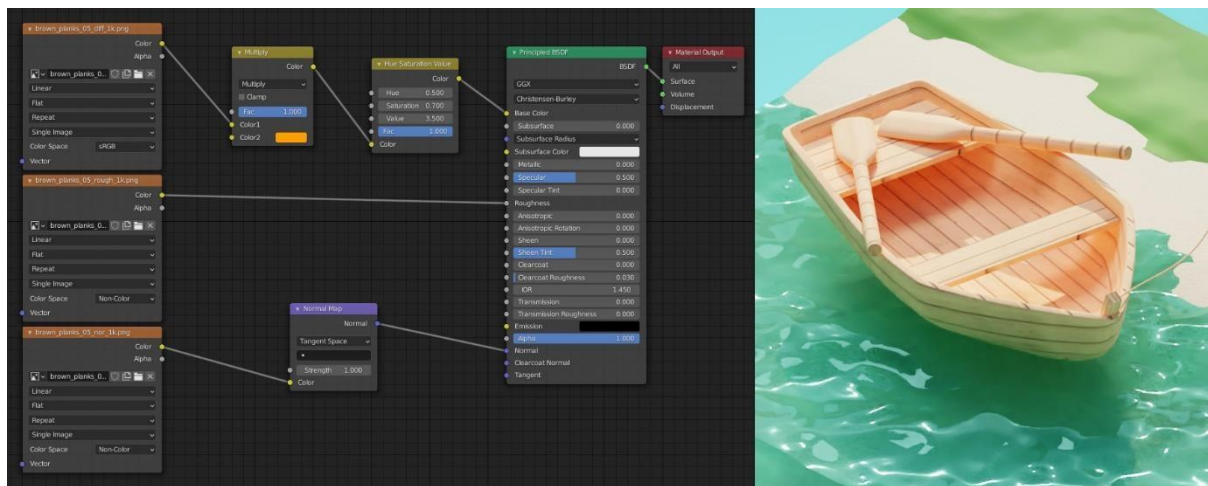 brown_planks_05_diff_1k.png
Color
Alpha
brown_planks_0...
Linear
Flat
Repeat
Single Image
Color Space sRGB
Vector
brown_planks_05_rough_1k.png
Color
Alpha
brown_planks_0...
Linear
Flat
Repeat
Single Image
Color Space Non-Color
Vector
brown_planks_05_nor_1k.png
Color
Alpha
brown_planks_0...
Linear
Flat
Repeat
Single Image
Color Space Non-Color
Vector
Multiply
Color
Multiply
Clamp
Fac 1.000
Color1
Color2
Hue Saturation Value
Color
Hue 0.500
Saturation 0.700
Value 3.500
Fac 1.000
Color
Normal Map
Normal
Tangent Space
Strength 1.000
Color
Principled BSDF
BSDF
GGX
Christensen-Burley
Base Color
Subsurface 0.000
Subsurface Radius
Subsurface Color
Metallic 0.000
Specular 0.500
Specular Tint 0.000
Roughness
Anisotropic 0.000
Anisotropic Rotation 0.000
Sheen 0.000
Sheen Tint 0.500
Clearcoat 0.000
Clearcoat Roughness 0.030
IOR 1.450
Transmission 0.000
Transmission Roughness 0.000
Emission
Alpha 1.000
Normal
Clearcoat Normal
Tangent
Material Output
All
Surface
Volume
Displacement